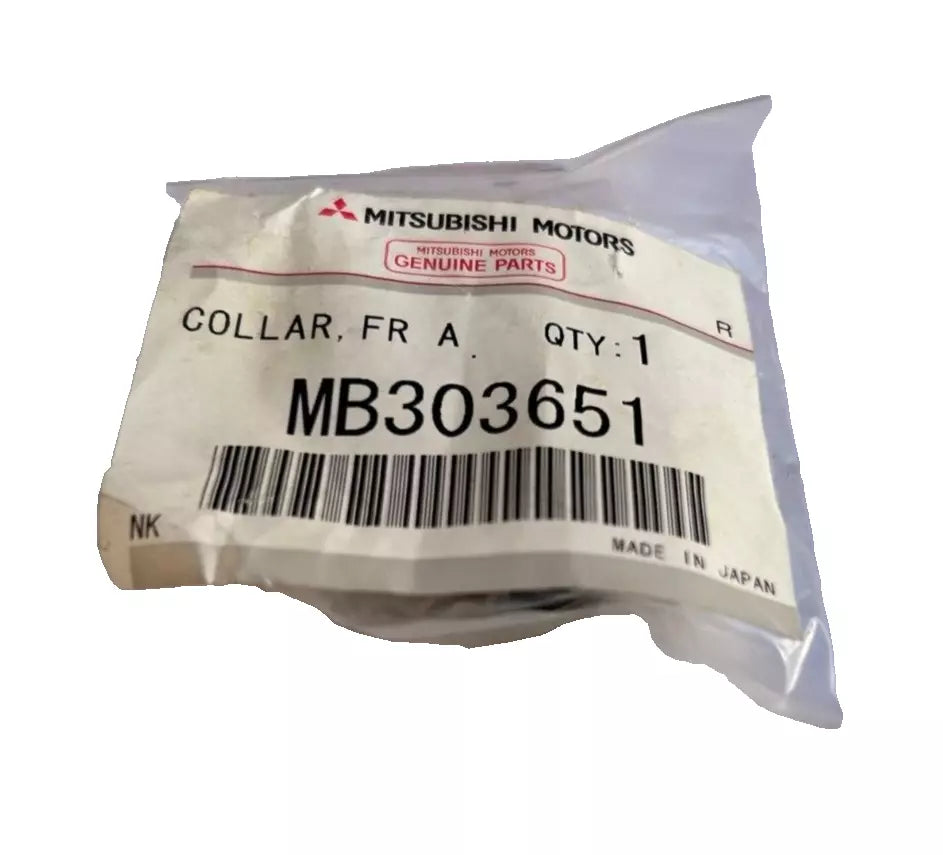 MITSUBISHI MOTORS
MITSUBISHI MOTORS
GENUINE PARTS
R
COLLAR, FR A . QTY:1
MB303651
NK
MADE IN JAPAN